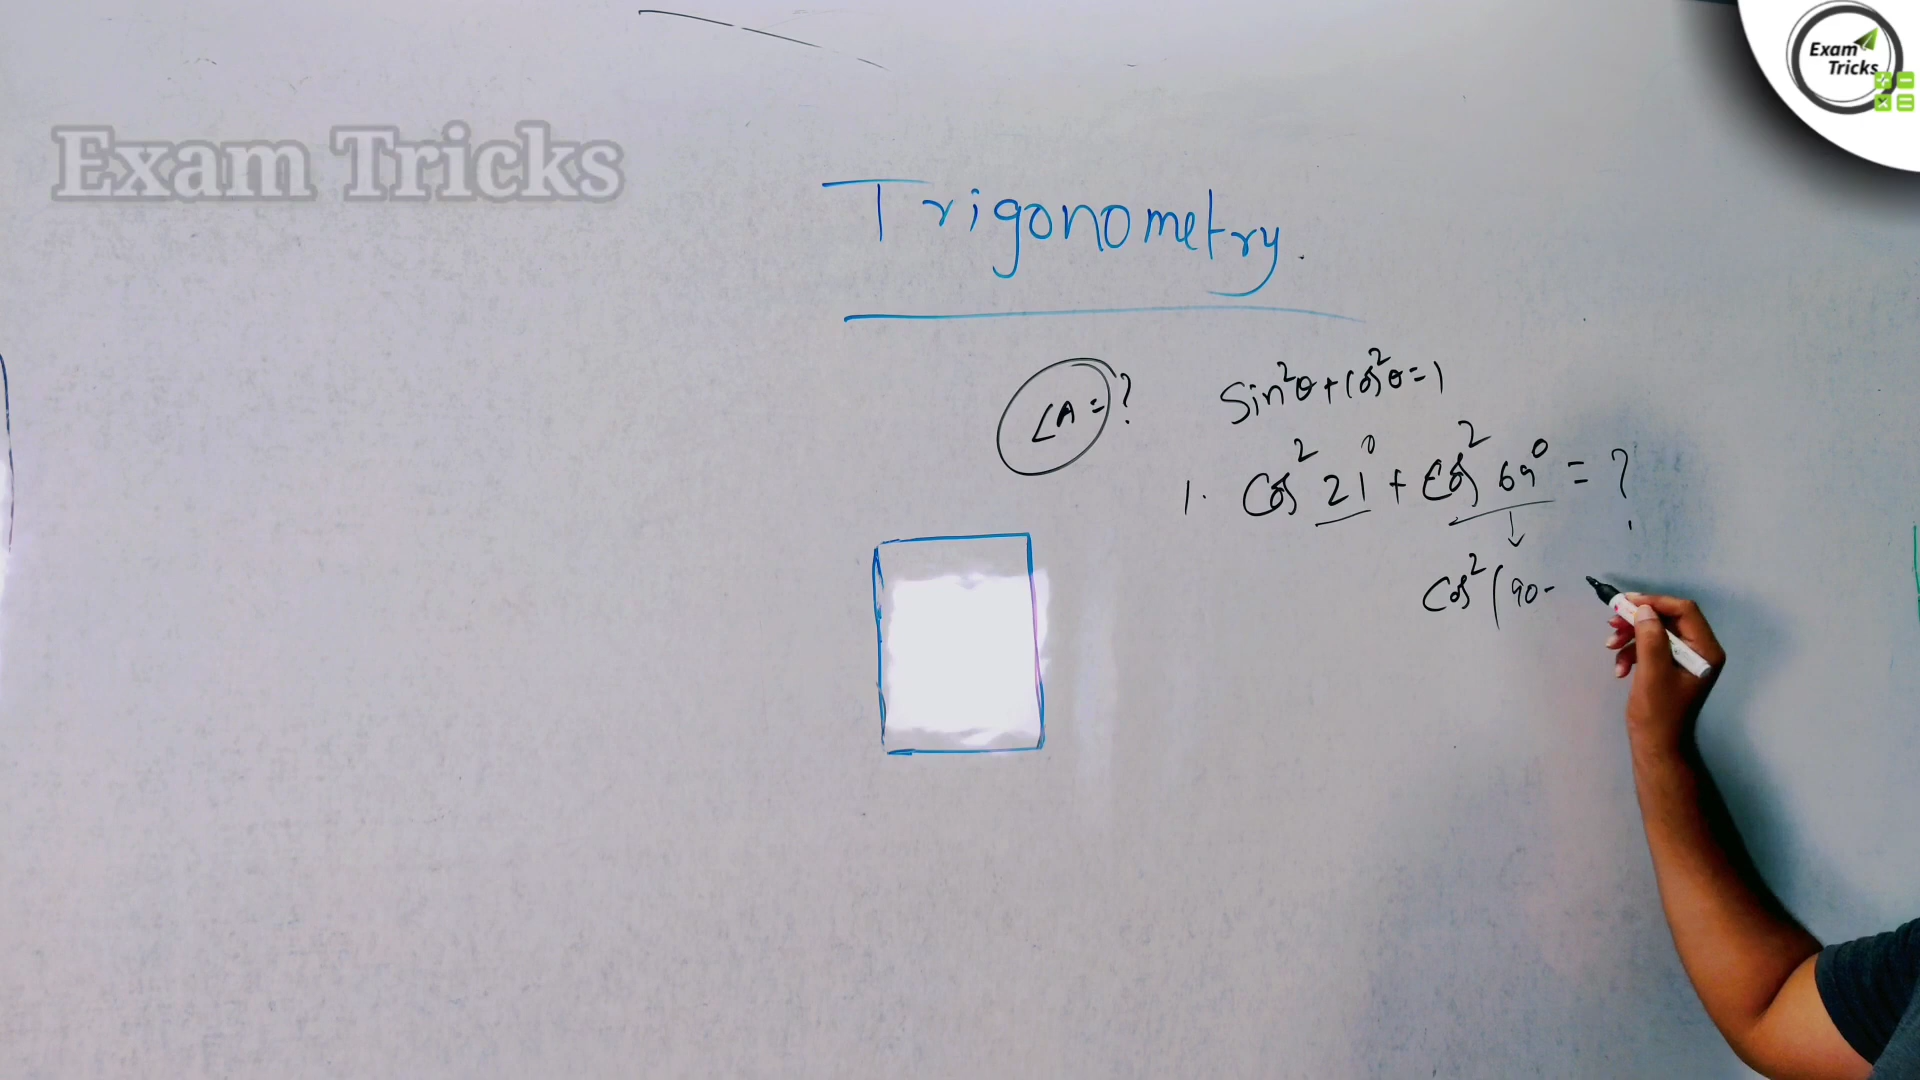 Exam
Tricks
Exam Tricks
Trigonometry.
∠A = ?
Sin²θ + Cos²θ = 1
1. Cos² 21° + Cos² 69° = ?
Cos² (90-